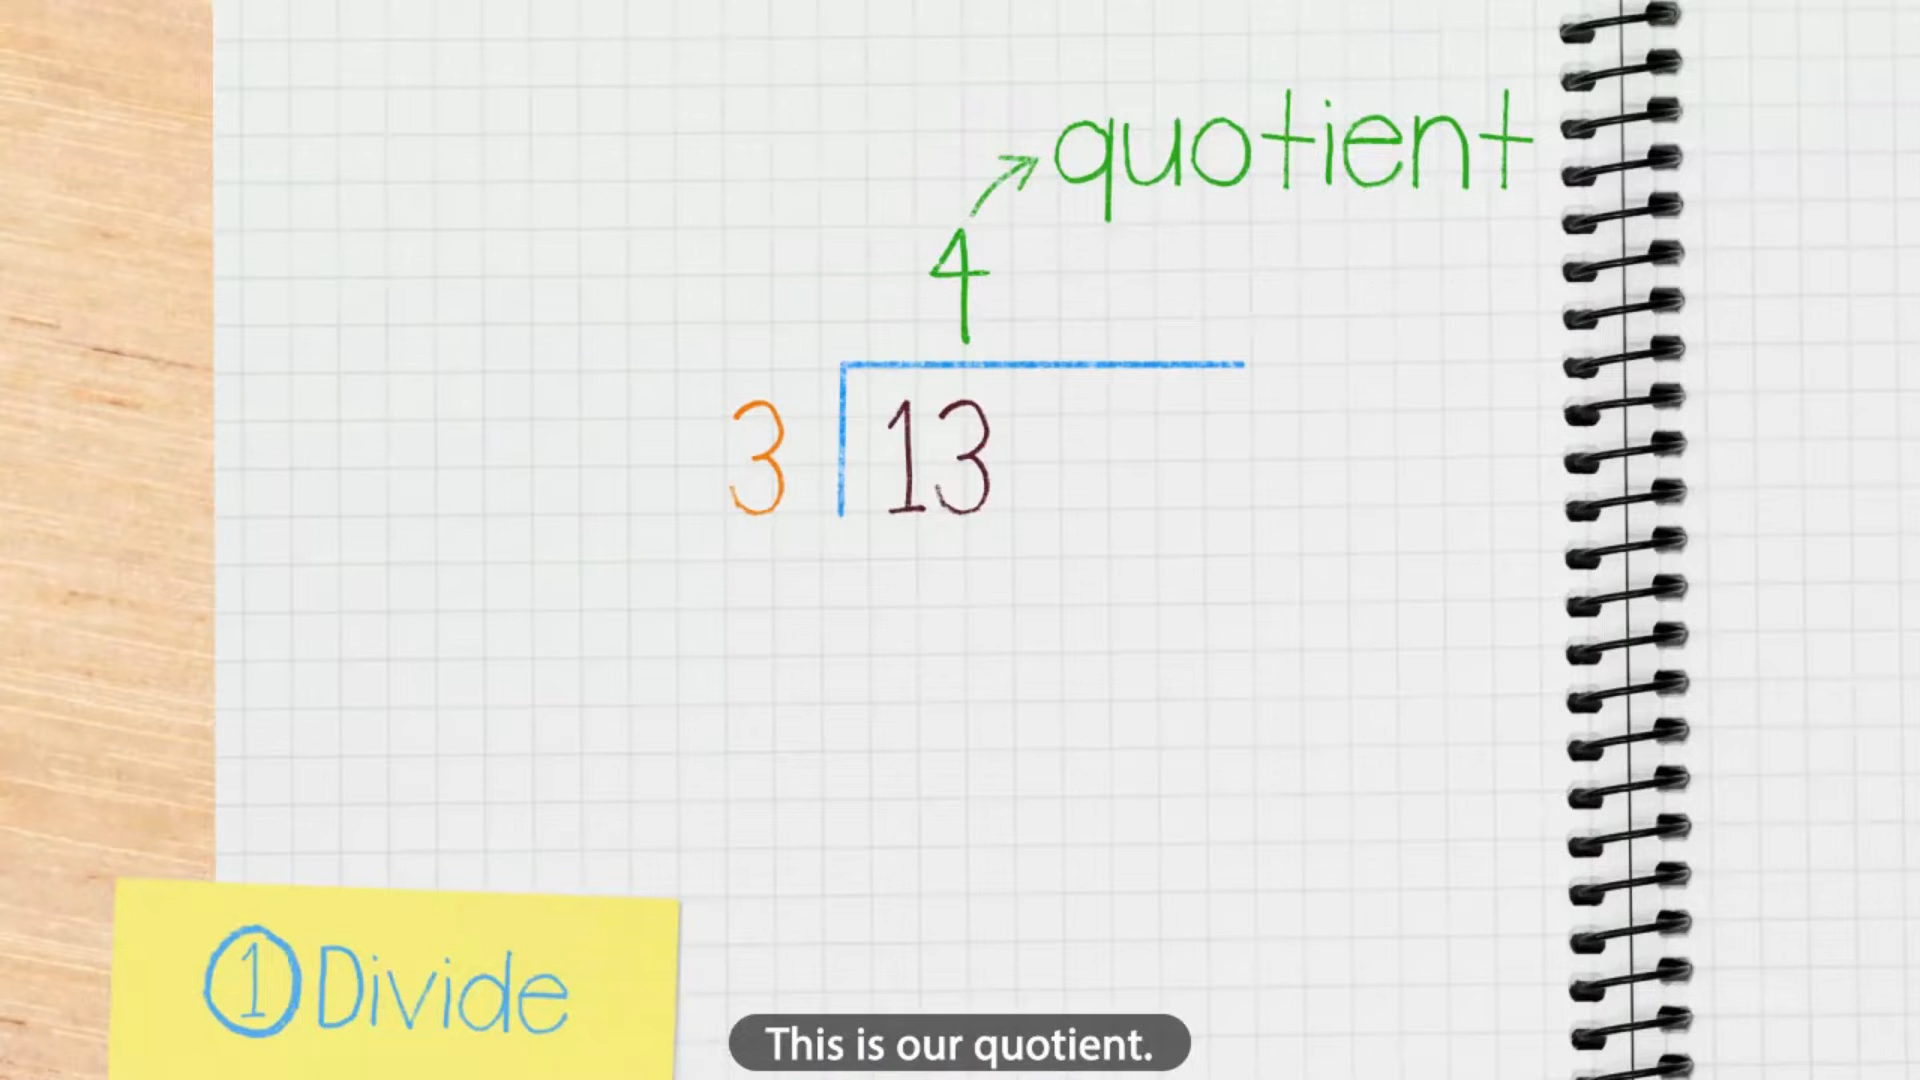 quotient
4
3 13
① Divide
This is our quotient.